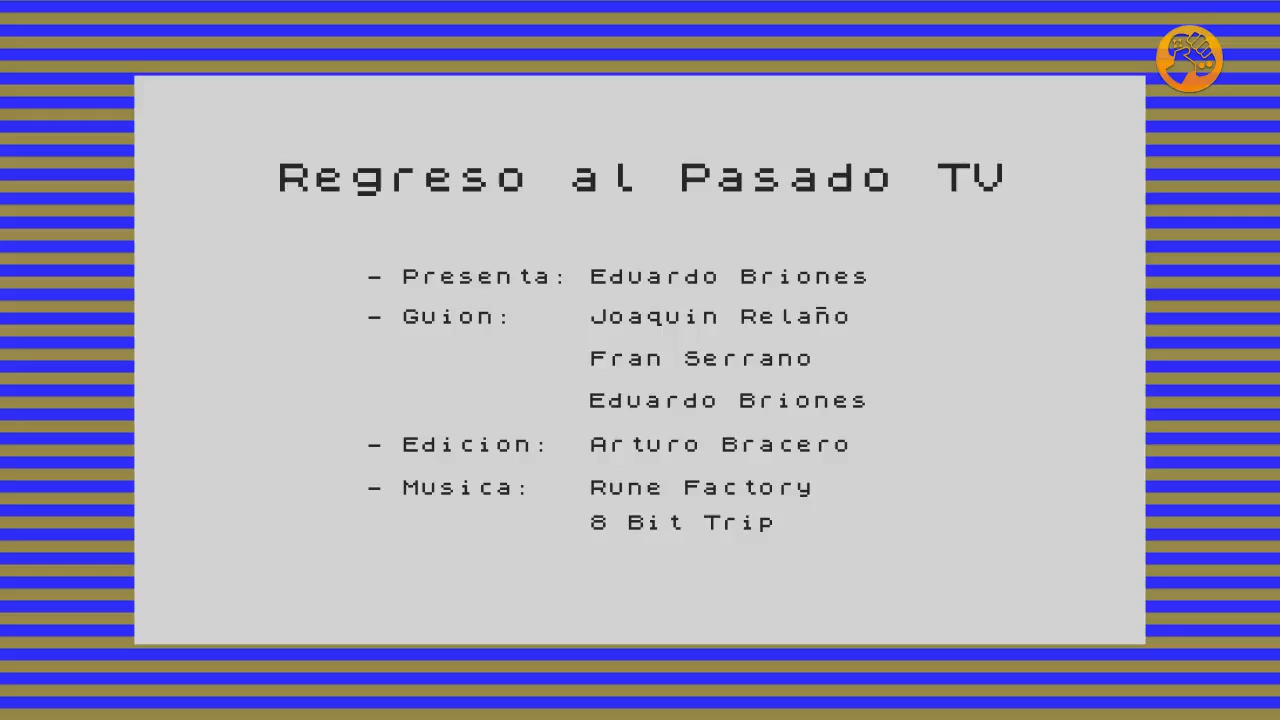 Regreso al Pasado TV
- Presenta: Eduardo Briones
- Guion: Joaquin Relaño
Fran Serrano
Eduardo Briones
- Edicion: Arturo Bracero
- Musica: Rune Factory
8 Bit Trip